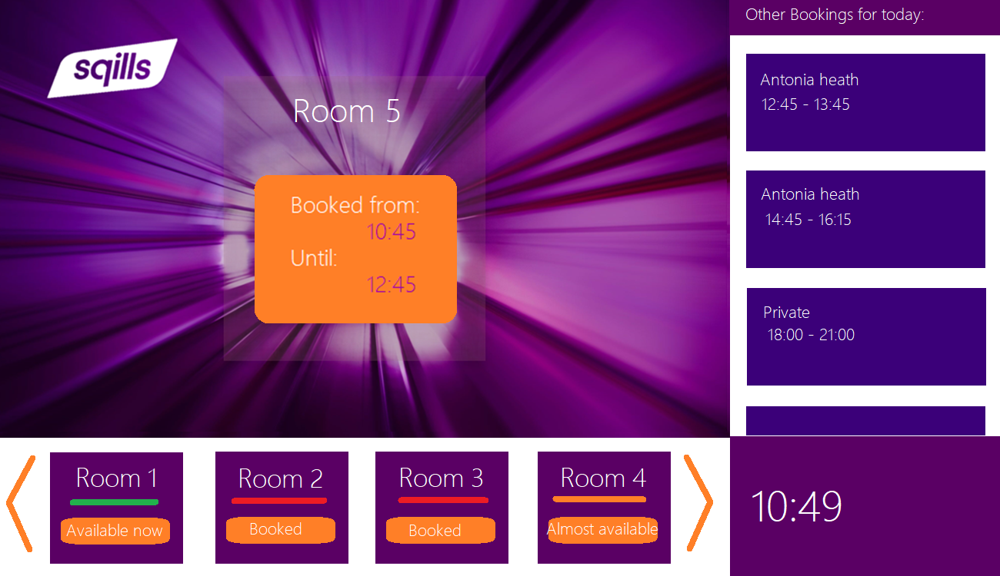 sqills
Room 5
Booked from:
10:45
Until:
12:45
Other Bookings for today:
Antonia heath
12:45 - 13:45
Antonia heath
14:45 - 16:15
Private
18:00 - 21:00
Room 1
Available now
Room 2
Booked
Room 3
Booked
Room 4
Almost available
10:49